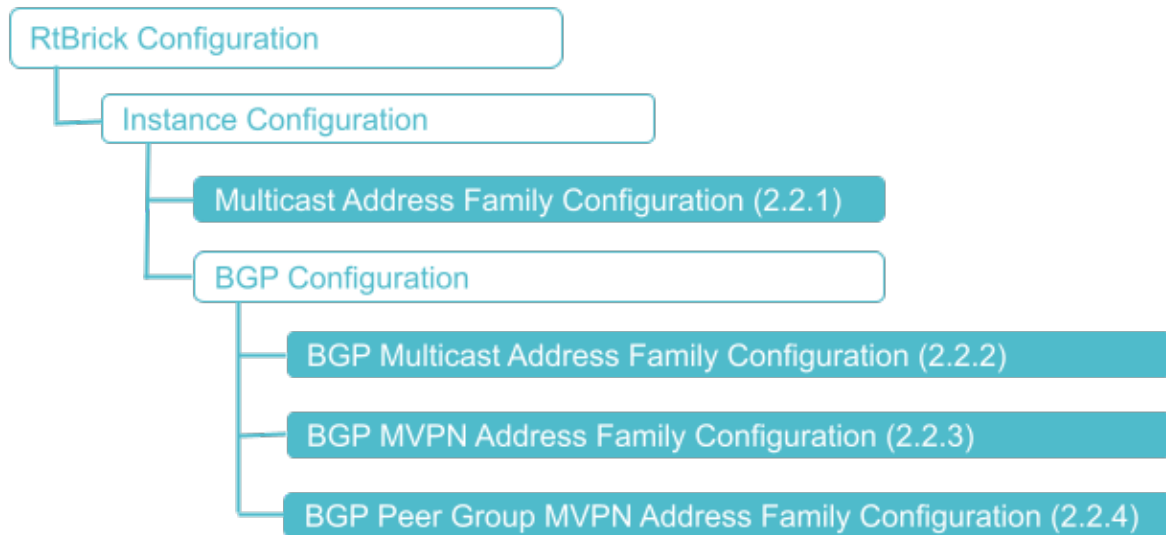 RtBrick Configuration
Instance Configuration
Multicast Address Family Configuration (2.2.1)
BGP Configuration
BGP Multicast Address Family Configuration (2.2.2)
BGP MVPN Address Family Configuration (2.2.3)
BGP Peer Group MVPN Address Family Configuration (2.2.4)